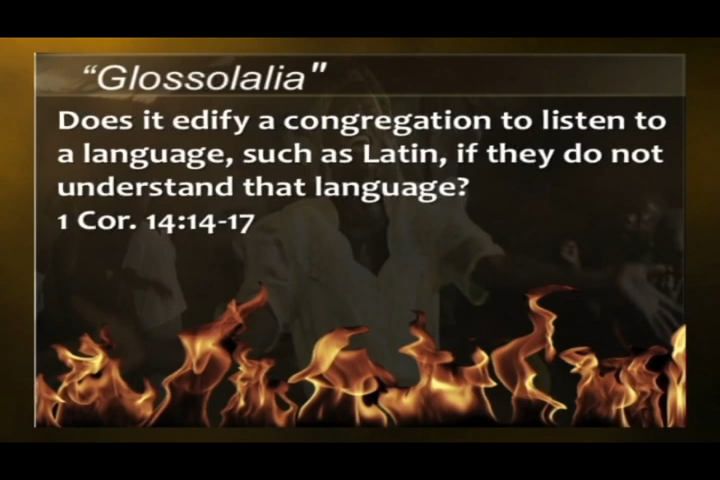 “Glossolalia"
Does it edify a congregation to listen to
a language, such as Latin, if they do not
understand that language?
1 Cor. 14:14-17